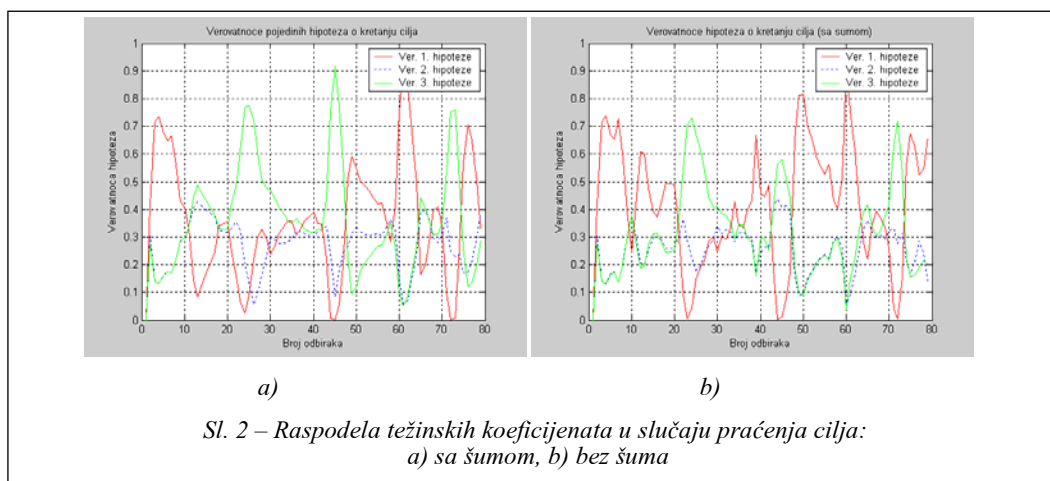 Verovatnoce pojedinih hipoteza o kretanju cilja
1
0.9
0.8
0.7
0.6
0.5
0.4
0.3
0.2
0.1
0
Verovatnoca hipoteza
Ver. 1. hipoteze
Ver. 2. hipoteze
Ver. 3. hipoteze
0 10 20 30 40 50 60 70 80
Broj odbiraka
Verovatnoce hipoteza o kretanju cilja (sa sumom)
1
0.9
0.8
0.7
0.6
0.5
0.4
0.3
0.2
0.1
0
Verovatnoca hipoteza
Ver. 1. hipoteze
Ver. 2. hipoteze
Ver. 3. hipoteze
0 10 20 30 40 50 60 70 80
Broj odbiraka
a) b)
Sl. 2 – Raspodela težinskih koeficijenata u slučaju praćenja cilja:
a) sa šumom, b) bez šuma